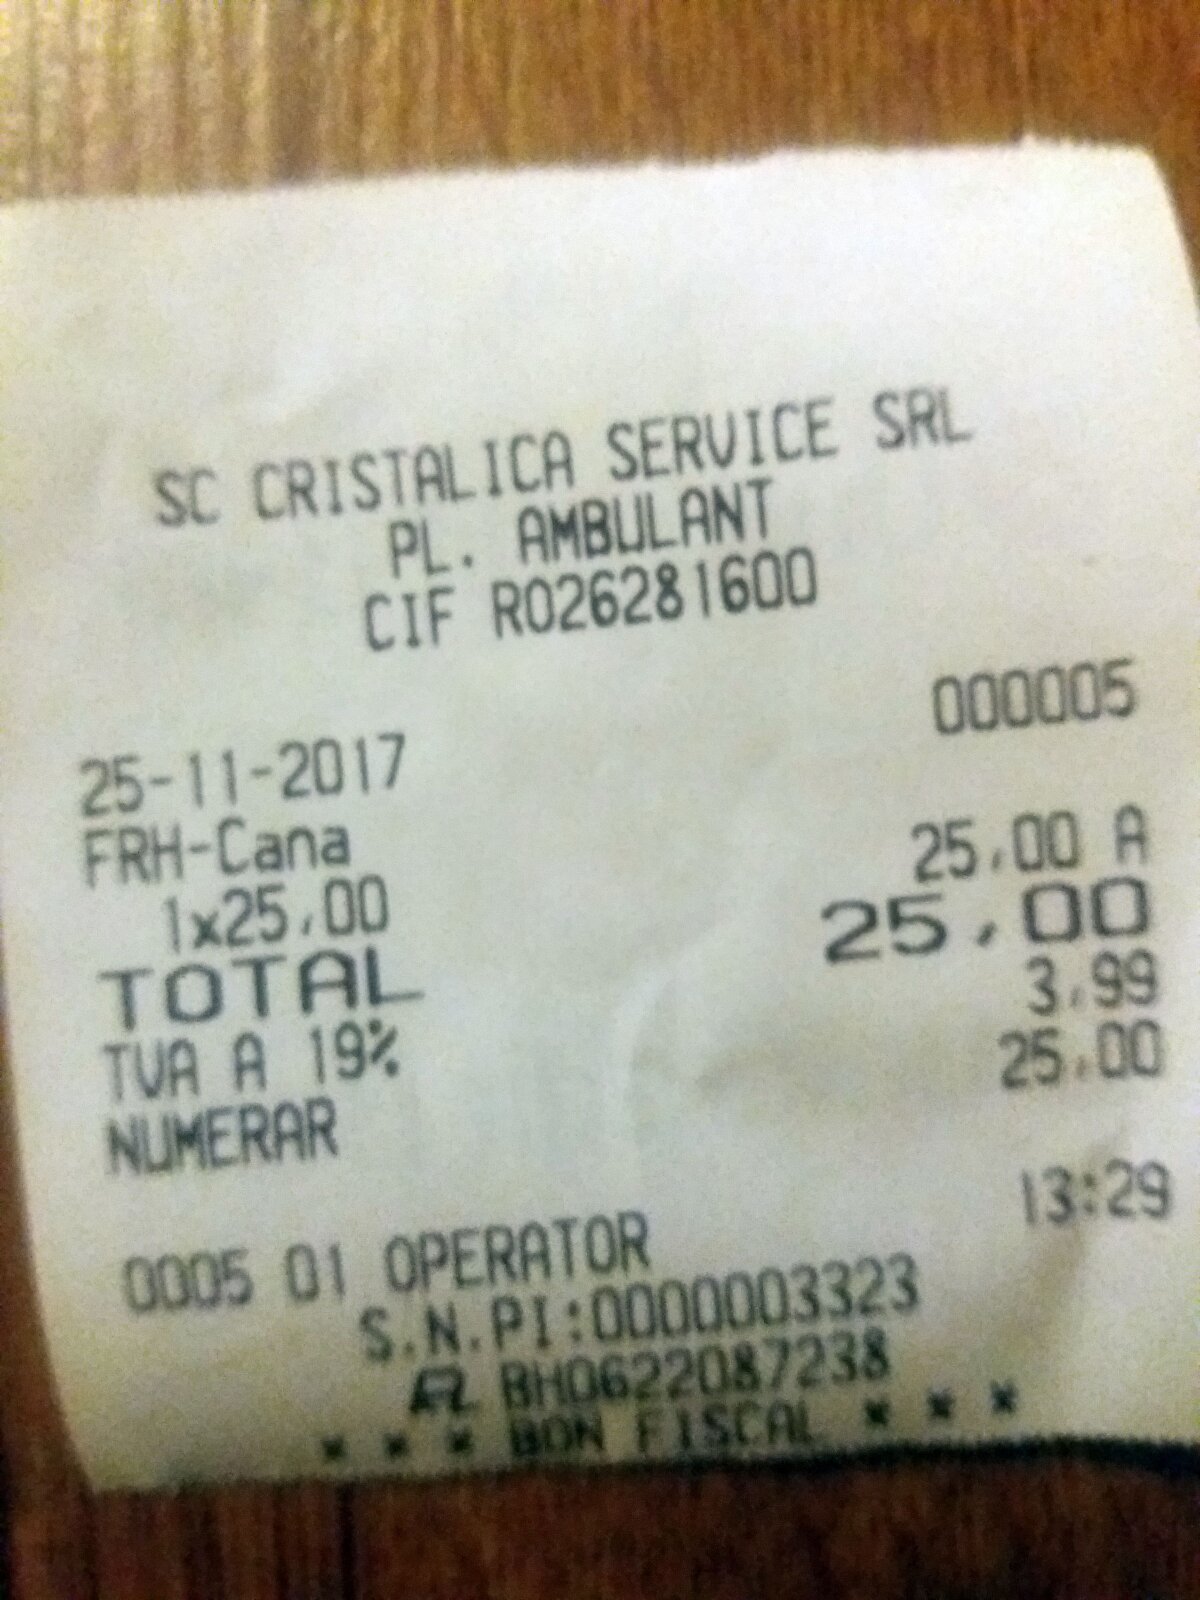 SC CRISTALICA SERVICE SRL
PL. AMBULANT
CIF RO26281600
000005
25-11-2017
FRH-Cana
1x25,00 25,00 A
TOTAL 25,00
TVA A 19% 3,99
NUMERAR 25,00
13:29
0005 01 OPERATOR
S.N.PI:0000003323
BH0622087238
* * * BON FISCAL * * *